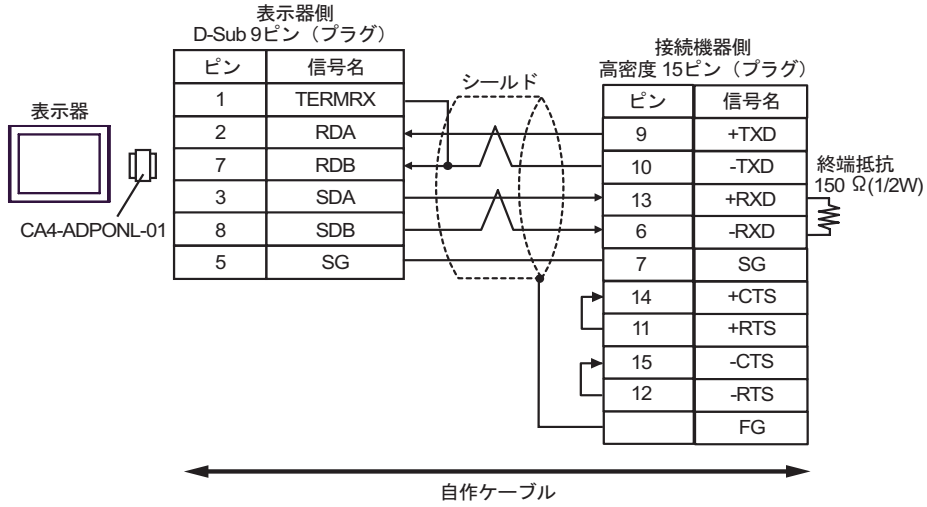 表示器側
D-Sub 9ピン（プラグ）
ピン 信号名
1 TERMRX
2 RDA
7 RDB
3 SDA
8 SDB
5 SG
表示器
CA4-ADPONL-01
シールド
接続機器側
高密度 15ピン（プラグ）
ピン 信号名
9 +TXD
10 -TXD
13 +RXD
6 -RXD
7 SG
14 +CTS
11 +RTS
15 -CTS
12 -RTS
FG
終端抵抗
150 Ω(1/2W)
自作ケーブル